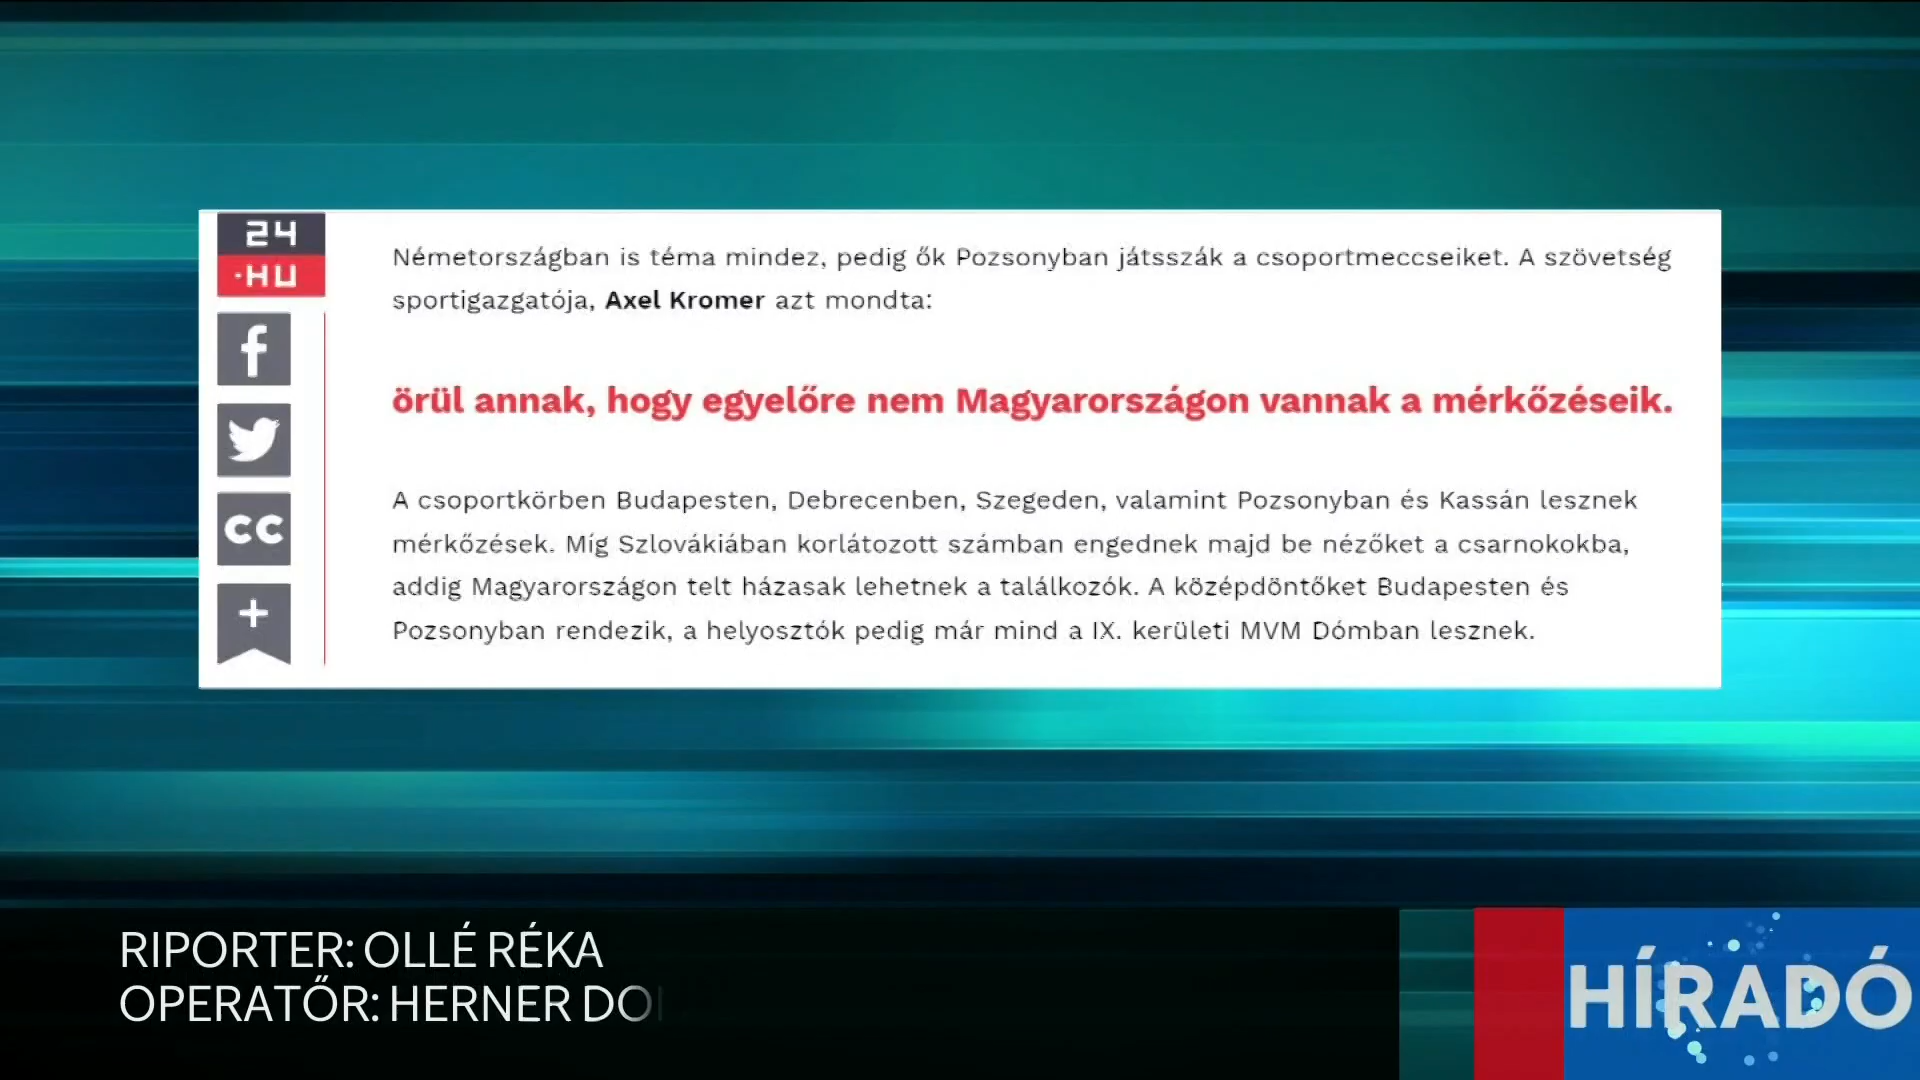 24
.HU
Németországban is téma mindez, pedig ők Pozsonyban játsszák a csoportmeccseiket. A szövetség
sportigazgatója, Axel Kromer azt mondta:
örül annak, hogy egyelőre nem Magyarországon vannak a mérkőzéseik.
cc
A csoportkörben Budapesten, Debrecenben, Szegeden, valamint Pozsonyban és Kassán lesznek
mérkőzések. Míg Szlovákiában korlátozott számban engednek majd be nézőket a csarnokokba,
addig Magyarországon telt házasak lehetnek a találkozók. A középdöntőket Budapesten és
Pozsonyban rendezik, a helyosztók pedig már mind a IX. kerületi MVM Dómban lesznek.
RIPORTER: OLLÉ RÉKA
OPERATŐR: HERNER DO
HÍRADÓ